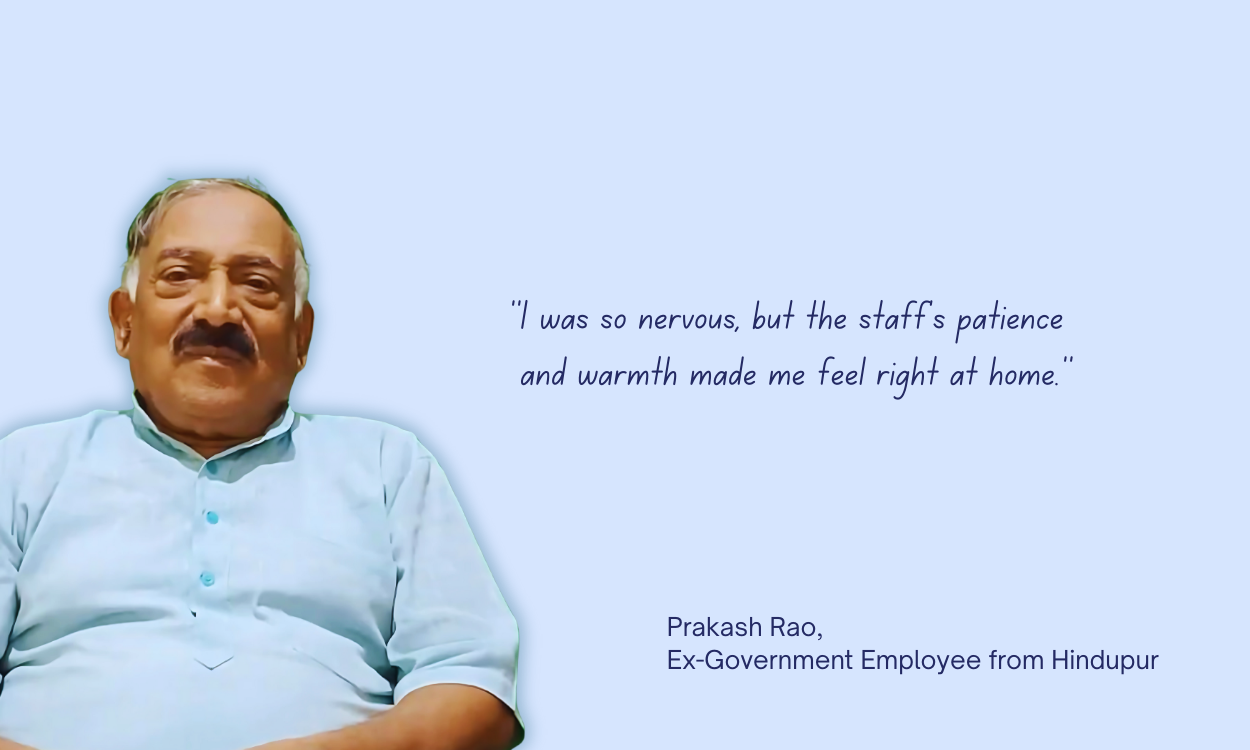 "I was so nervous, but the staff's patience
and warmth made me feel right at home."
Prakash Rao,
Ex-Government Employee from Hindupur